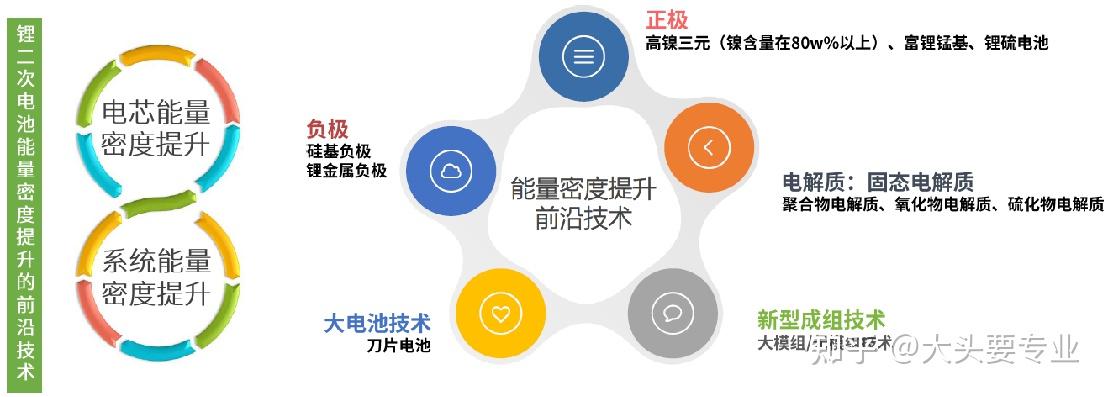 锂二次电池能量密度提升的前沿技术
电芯能量
密度提升
系统能量
密度提升
正极
高镍三元（镍含量在80w%以上）、富锂锰基、锂硫电池
负极
硅基负极
锂金属负极
能量密度提升
前沿技术
电解质：固态电解质
聚合物电解质、氧化物电解质、硫化物电解质
大电池技术
刀片电池
新型成组技术
大模组/无模组技术
知乎 @大头要专业